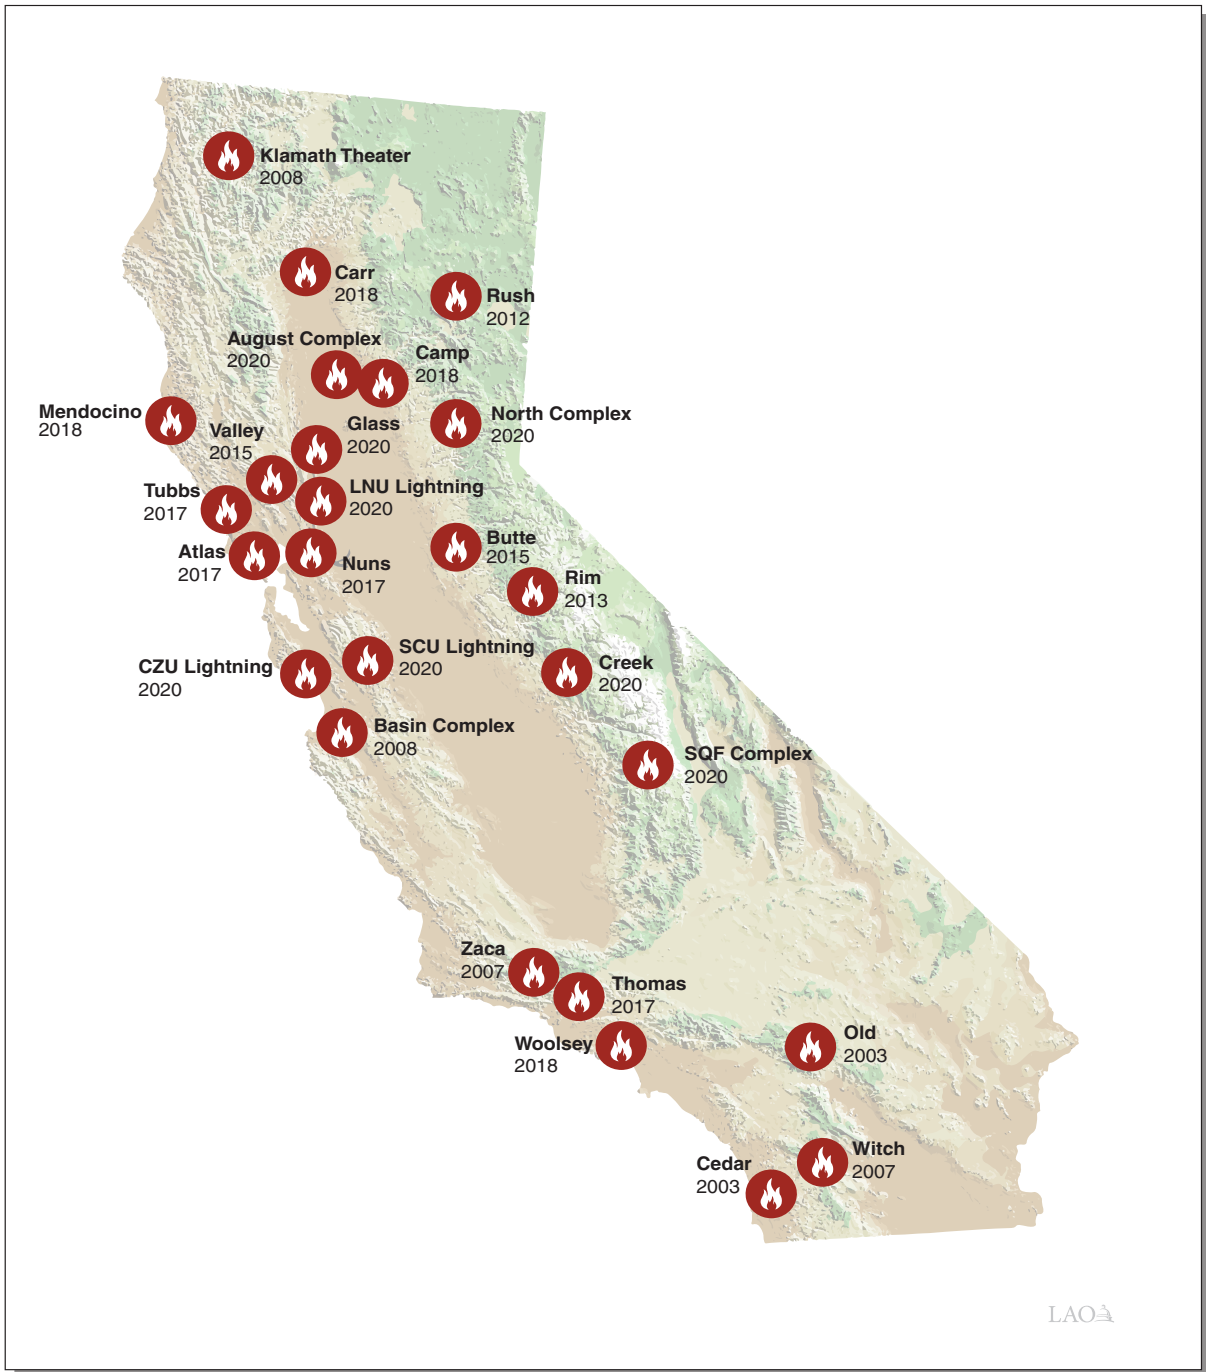 Klamath Theater
2008
Carr
2018
Rush
2012
August Complex
2020
Camp
2018
Mendocino
2018
Valley
2015
Glass
2020
North Complex
2020
Tubbs
2017
LNU Lightning
2020
Atlas
2017
Nuns
2017
Butte
2015
Rim
2013
CZU Lightning
2020
SCU Lightning
2020
Creek
2020
Basin Complex
2008
SQF Complex
2020
Zaca
2007
Thomas
2017
Woolsey
2018
Old
2003
Witch
2007
Cedar
2003
LAO